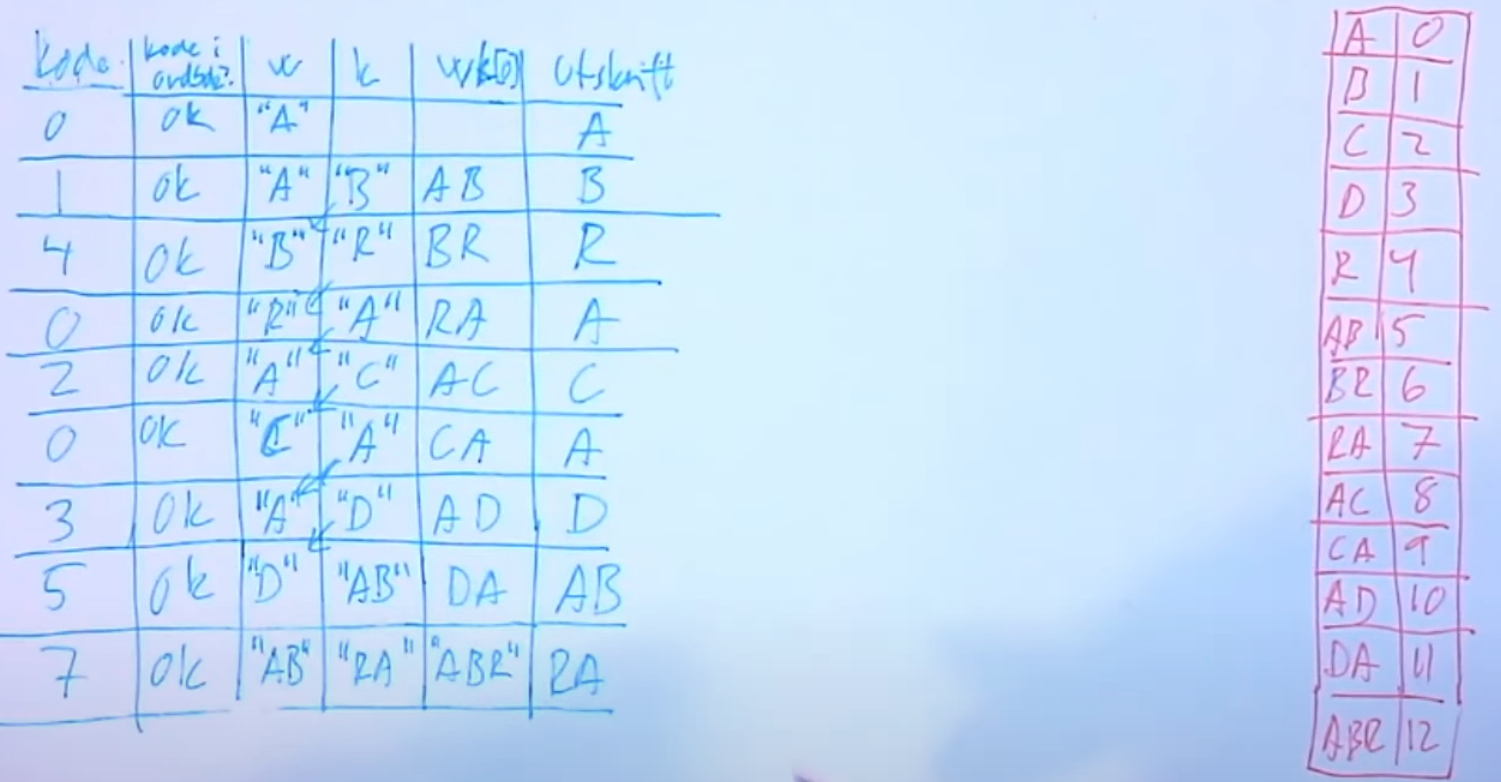 kode kode i ordbok? w k wk[0] Utskrift
0 ok "A" A
1 ok "A" "B" AB B
4 ok "B" "R" BR R
0 ok "R" "A" RA A
2 ok "A" "C" AC C
0 ok "C" "A" CA A
3 ok "A" "D" AD D
5 ok "D" "AB" DA AB
7 ok "AB" "RA" "ABR" RA
A 0
B 1
C 2
D 3
R 4
AB 5
BR 6
RA 7
AC 8
CA 9
AD 10
DA 11
ABR 12